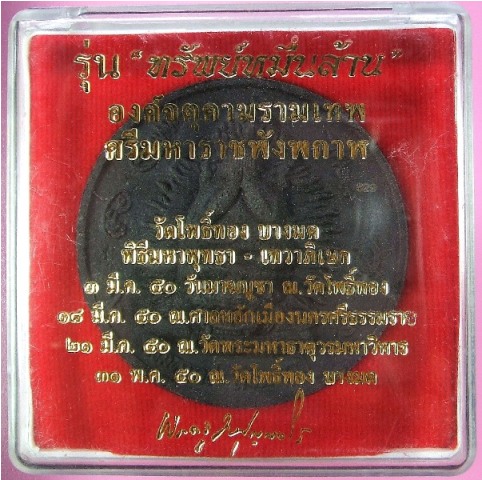 รุ่น "ทรัพย์หมื่นล้าน"
องค์จตุคามรามเทพ
ศรีมหาราชพังพกาฬ
วัดโพธิ์ทอง บางมด
พิธีมหาพุทธา - เทวาภิเษก
๓ มี.ค. ๕๐ วันมาฆบูชา ณ.วัดโพธิ์ทอง
๑๘ มี.ค. ๕๐ ณ.ศาลหลักเมืองนครศรีธรรมราช
๒๑ มี.ค. ๕๐ ณ.วัดพระมหาธาตุวรมหาวิหาร
๓๑ พ.ค. ๕๐ ณ.วัดโพธิ์ทอง บางมด